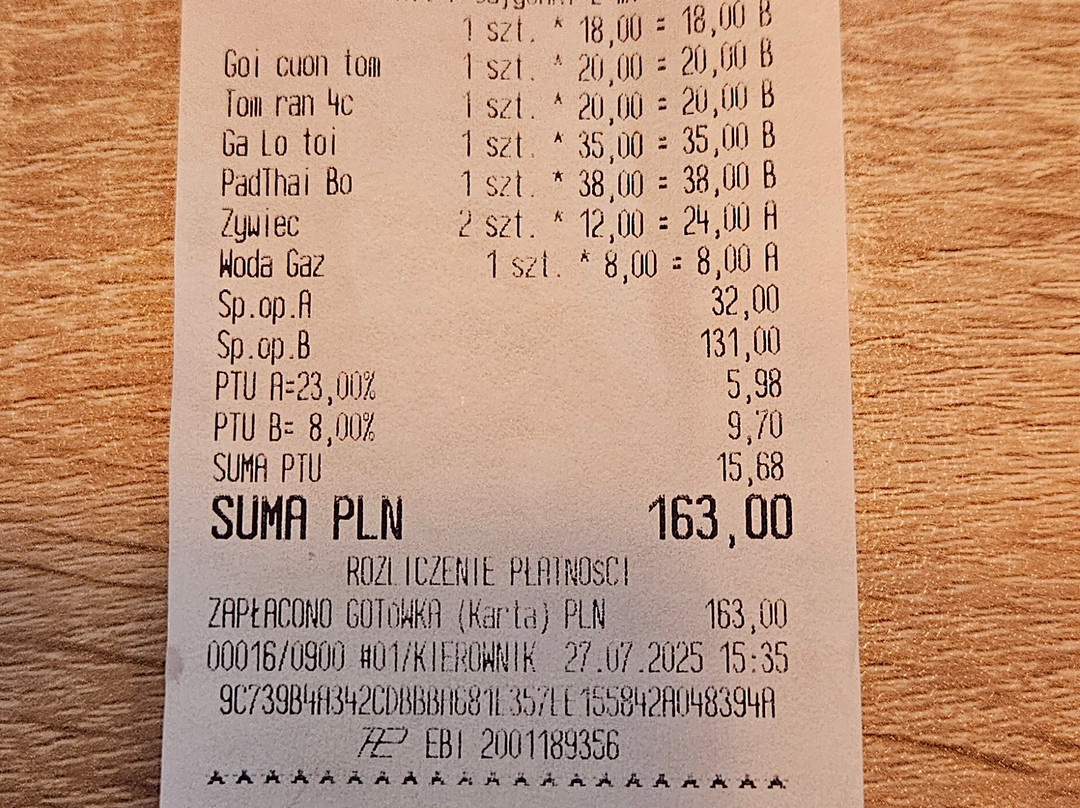 1 szt. * 18,00 = 18,00 B
Goi cuon tom 1 szt. * 20,00 = 20,00 B
Tom ran 4c 1 szt. * 20,00 = 20,00 B
Ga Lo toi 1 szt. * 35,00 = 35,00 B
PadThai Bo 1 szt. * 38,00 = 38,00 B
Zywiec 2 szt. * 12,00 = 24,00 A
Woda Gaz 1 szt. * 8,00 = 8,00 A
Sp.op.A 32,00
Sp.op.B 131,00
PTU A=23,00% 5,98
PTU B= 8,00% 9,70
SUMA PTU 15,68
SUMA PLN 163,00
ROZLICZENIE PŁATNOŚCI
ZAPŁACONO GOTÓWKA (Karta) PLN 163,00
00016/0900 #01/KIEROWNIK 27.07.2025 15:35
EBI 2001189356